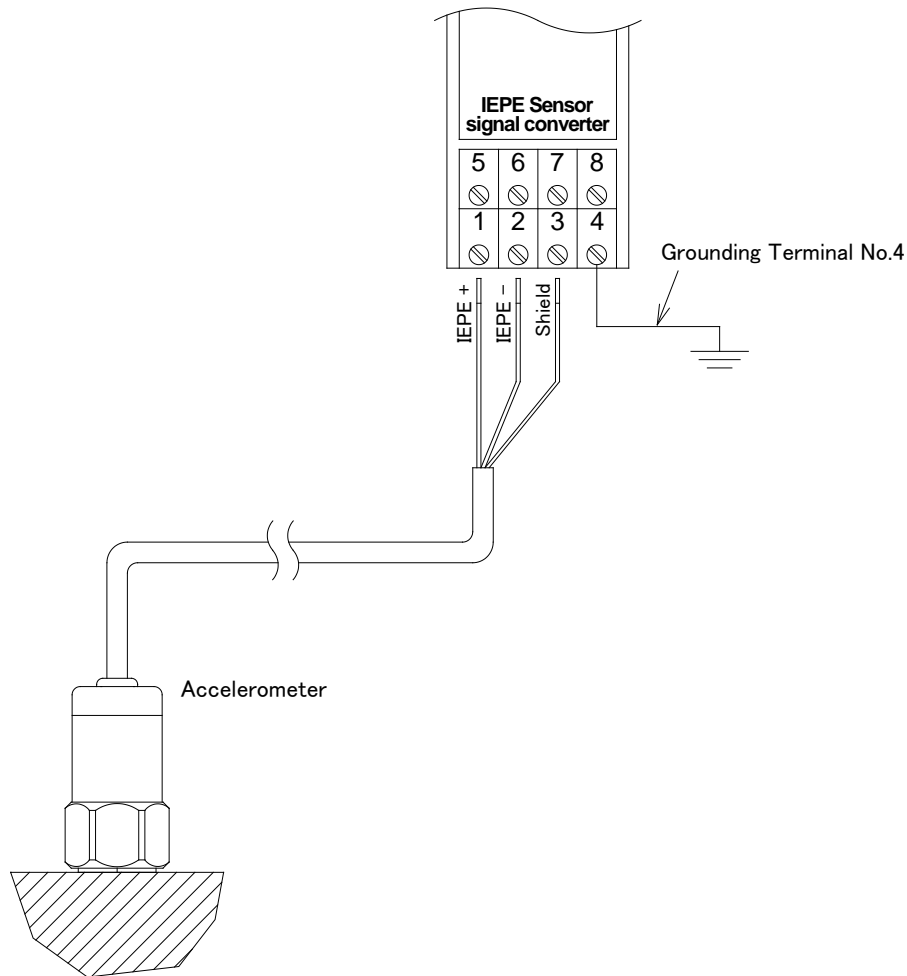 IEPE Sensor
signal converter
5 6 7 8
1 2 3 4
Grounding Terminal No.4
IEPE +
IEPE -
Shield
Accelerometer